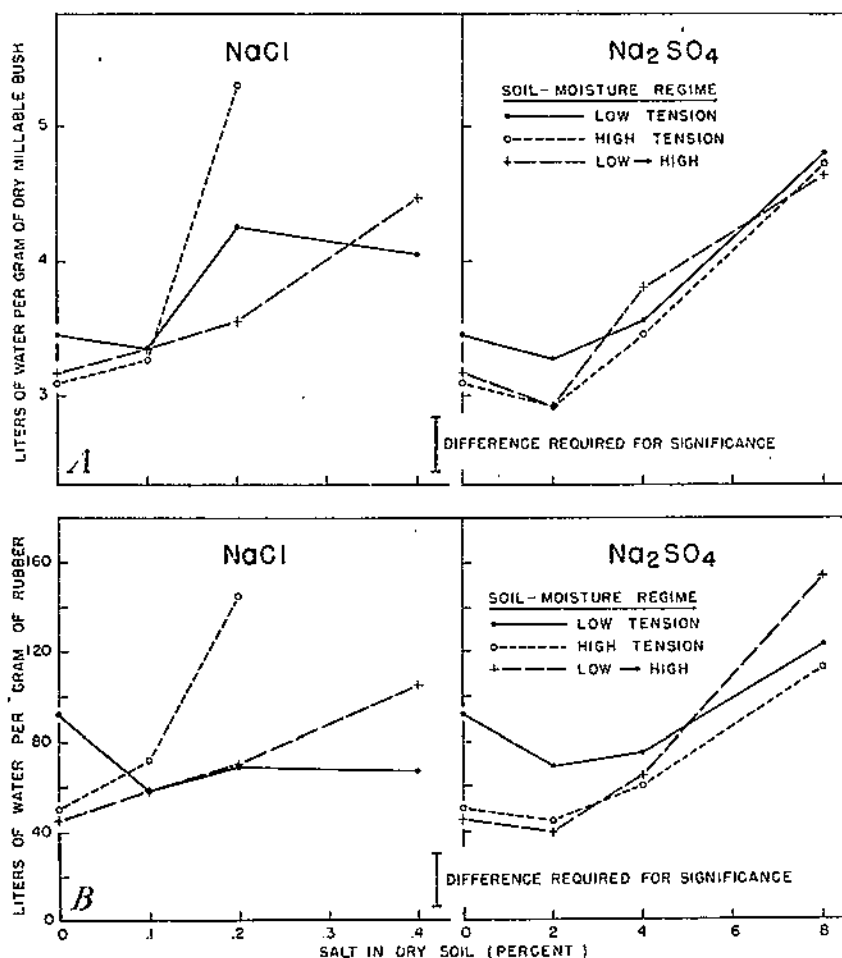 NaCl
Na2SO4
SOIL-MOISTURE REGIME
LOW TENSION
HIGH TENSION
LOW → HIGH
5
4
3
LITERS OF WATER PER GRAM OF DRY MILLABLE BUSH
A
DIFFERENCE REQUIRED FOR SIGNIFICANCE
NaCl
Na2SO4
SOIL-MOISTURE REGIME
LOW TENSION
HIGH TENSION
LOW → HIGH
160
120
80
40
0
LITERS OF WATER PER GRAM OF RUBBER
B
DIFFERENCE REQUIRED FOR SIGNIFICANCE
0 .1 .2 .3 .4 0 2 4 6 8
SALT IN DRY SOIL (PERCENT)